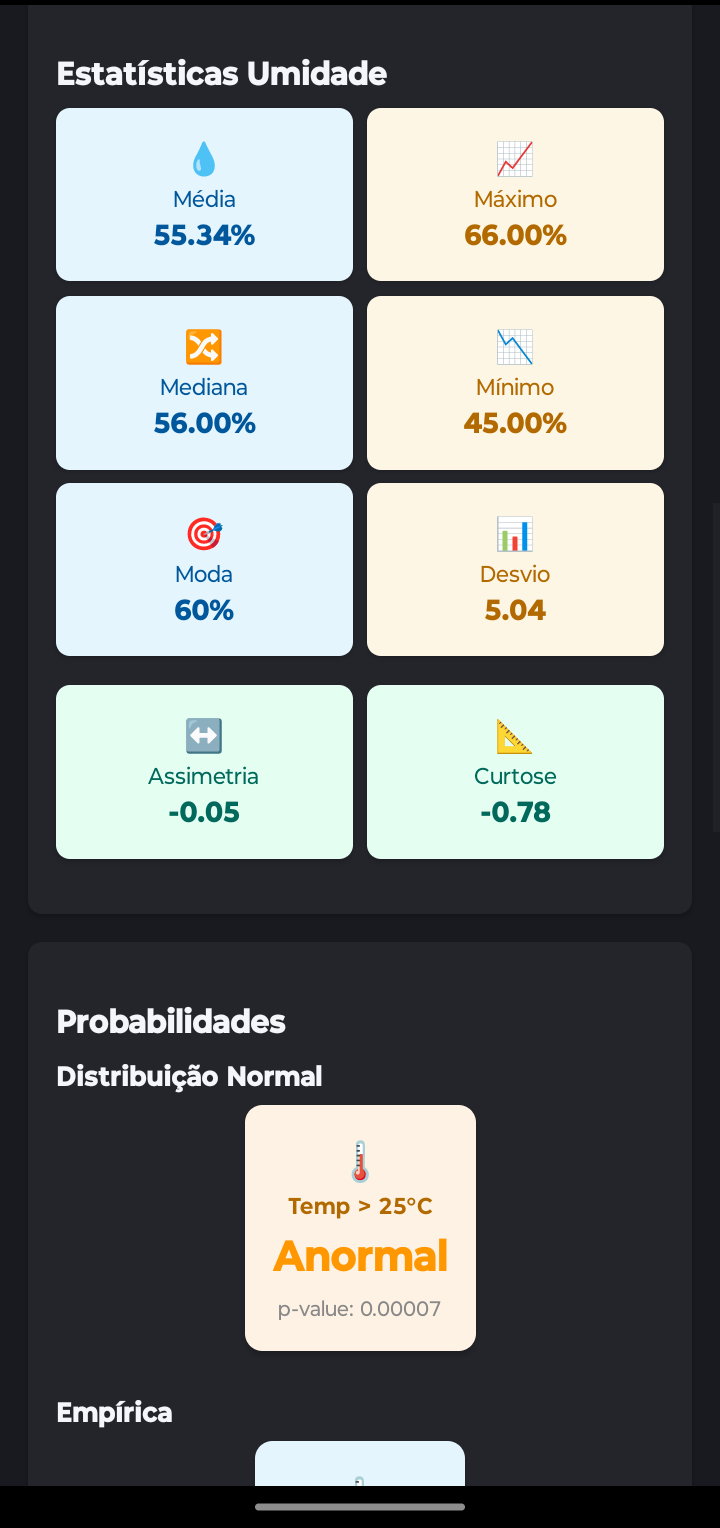 Estatísticas Umidade
Média
55.34%
Máximo
66.00%
Mediana
56.00%
Mínimo
45.00%
Moda
60%
Desvio
5.04
Assimetria
-0.05
Curtose
-0.78
Probabilidades
Distribuição Normal
Temp > 25°C
Anormal
p-value: 0.00007
Empírica